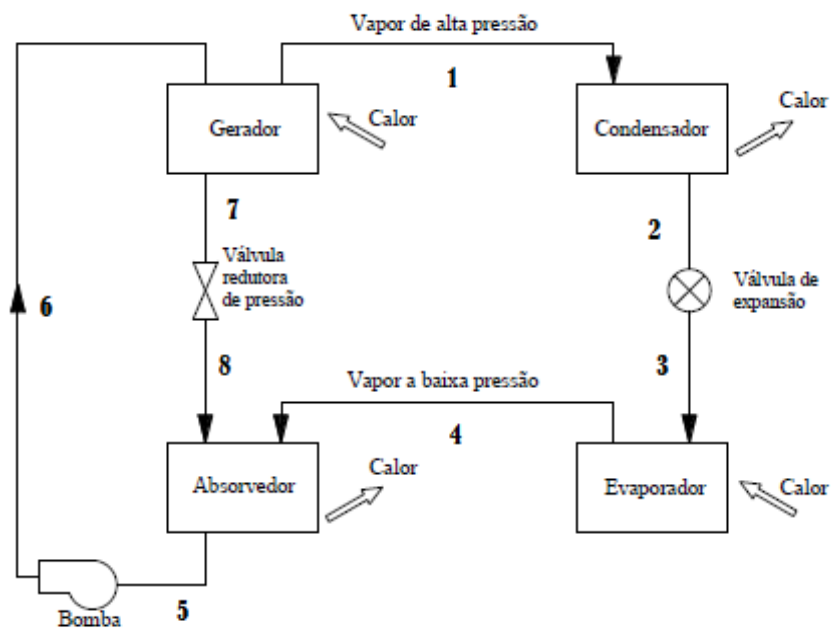 Vapor de alta pressão
1
Gerador
Calor
Condensador
Calor
7
2
Válvula
redutora
de pressão
Válvula de
expansão
6
8
3
Vapor a baixa pressão
4
Absorvedor
Calor
Evaporador
Calor
5
Bomba